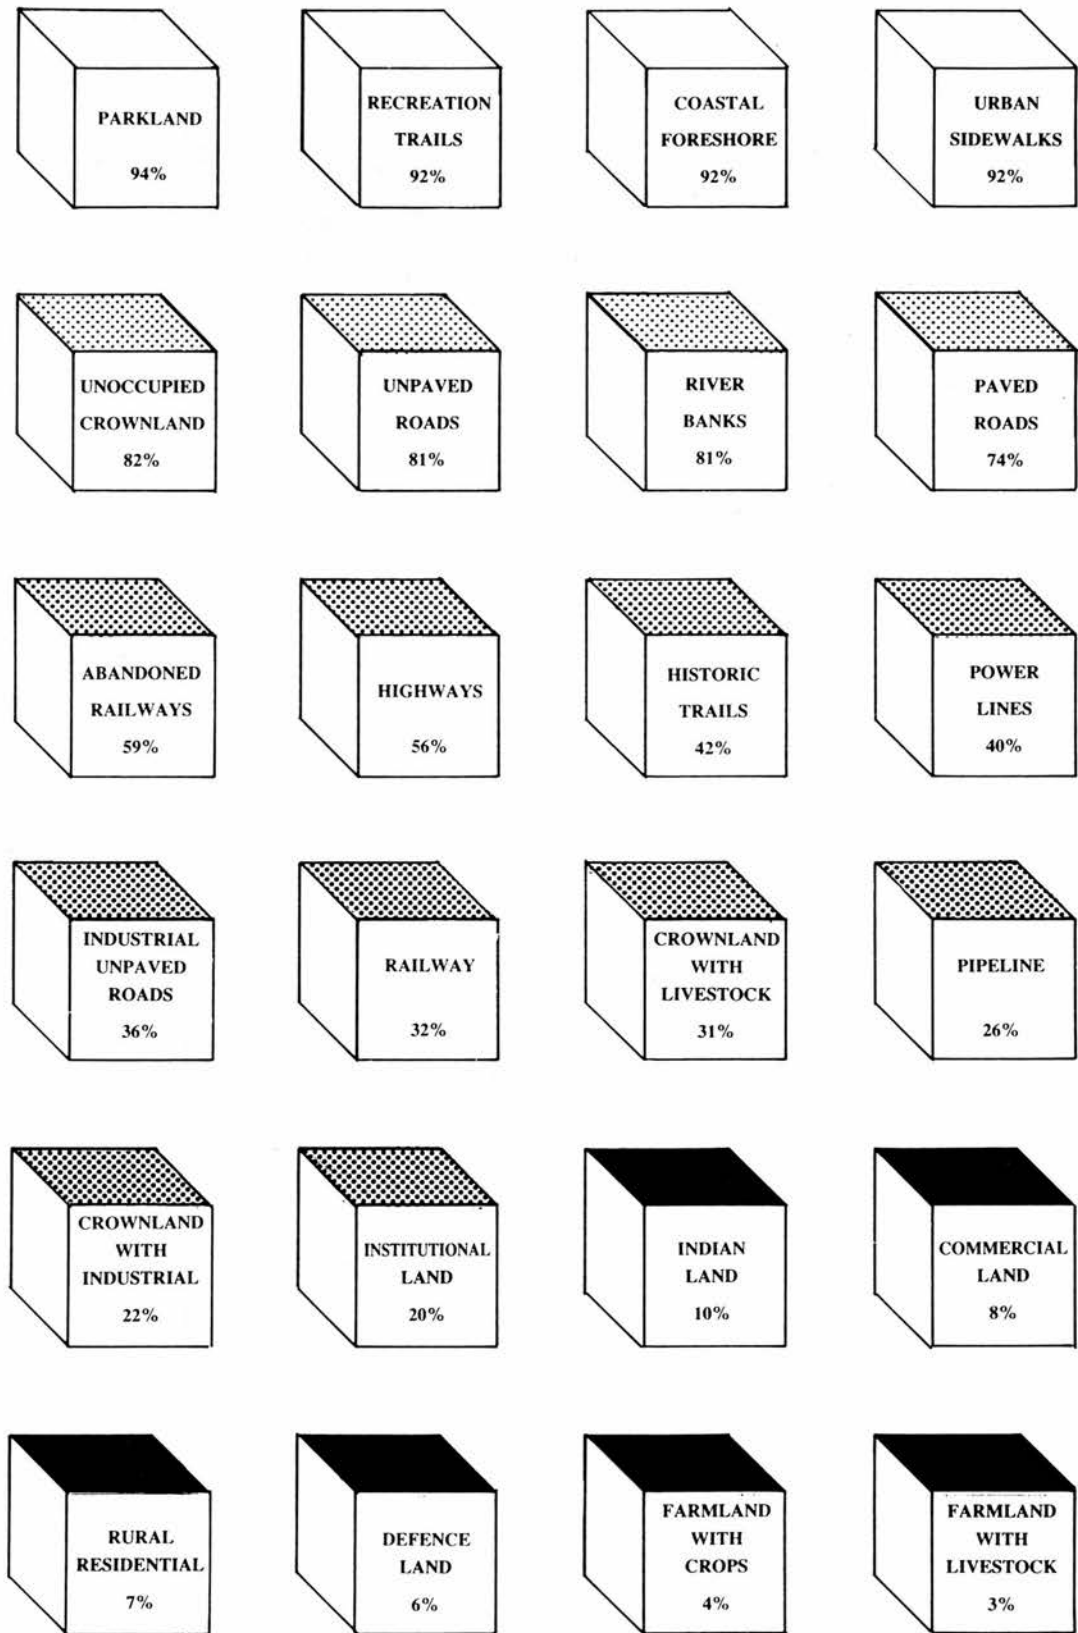 PARKLAND
94%
RECREATION
TRAILS
92%
COASTAL
FORESHORE
92%
URBAN
SIDEWALKS
92%
UNOCCUPIED
CROWNLAND
82%
UNPAVED
ROADS
81%
RIVER
BANKS
81%
PAVED
ROADS
74%
ABANDONED
RAILWAYS
59%
HIGHWAYS
56%
HISTORIC
TRAILS
42%
POWER
LINES
40%
INDUSTRIAL
UNPAVED
ROADS
36%
RAILWAY
32%
CROWNLAND
WITH
LIVESTOCK
31%
PIPELINE
26%
CROWNLAND
WITH
INDUSTRIAL
22%
INSTITUTIONAL
LAND
20%
INDIAN
LAND
10%
COMMERCIAL
LAND
8%
RURAL
RESIDENTIAL
7%
DEFENCE
LAND
6%
FARMLAND
WITH
CROPS
4%
FARMLAND
WITH
LIVESTOCK
3%